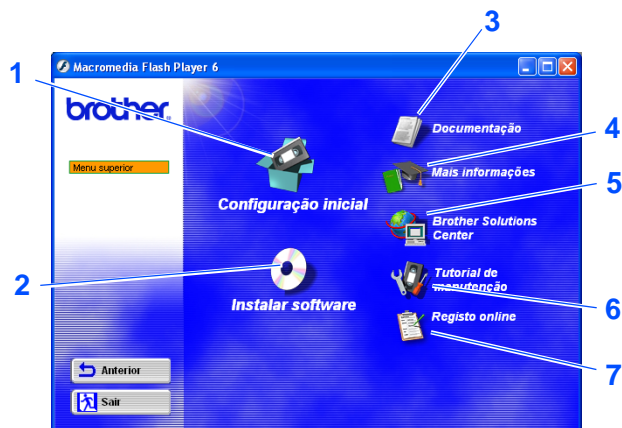 3
1
Macromedia Flash Player 6
brother.
Documentação
4
Menu superior
Mais informações
5
Configuração inicial
Brother Solutions
Center
2
Tutorial de
manutenção
Instalar software
6
Registo online
7
Anterior
Sair